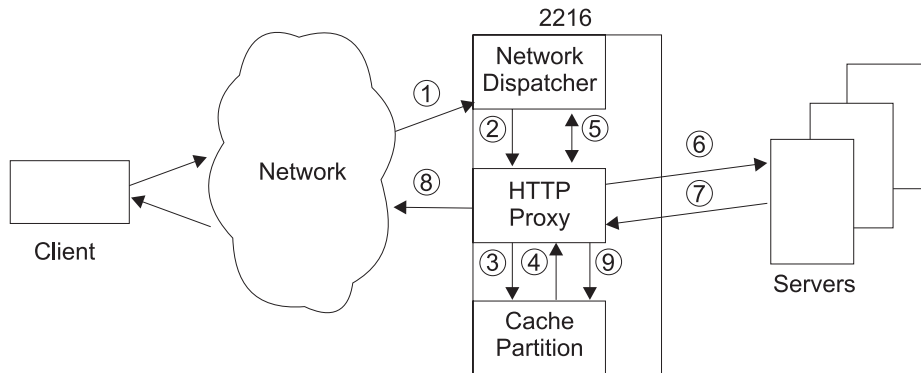 2216
Network
Dispatcher
①
② ⑤
⑥
Network
⑧
HTTP
Proxy
⑦
Client
③ ④ ⑨
Servers
Cache
Partition